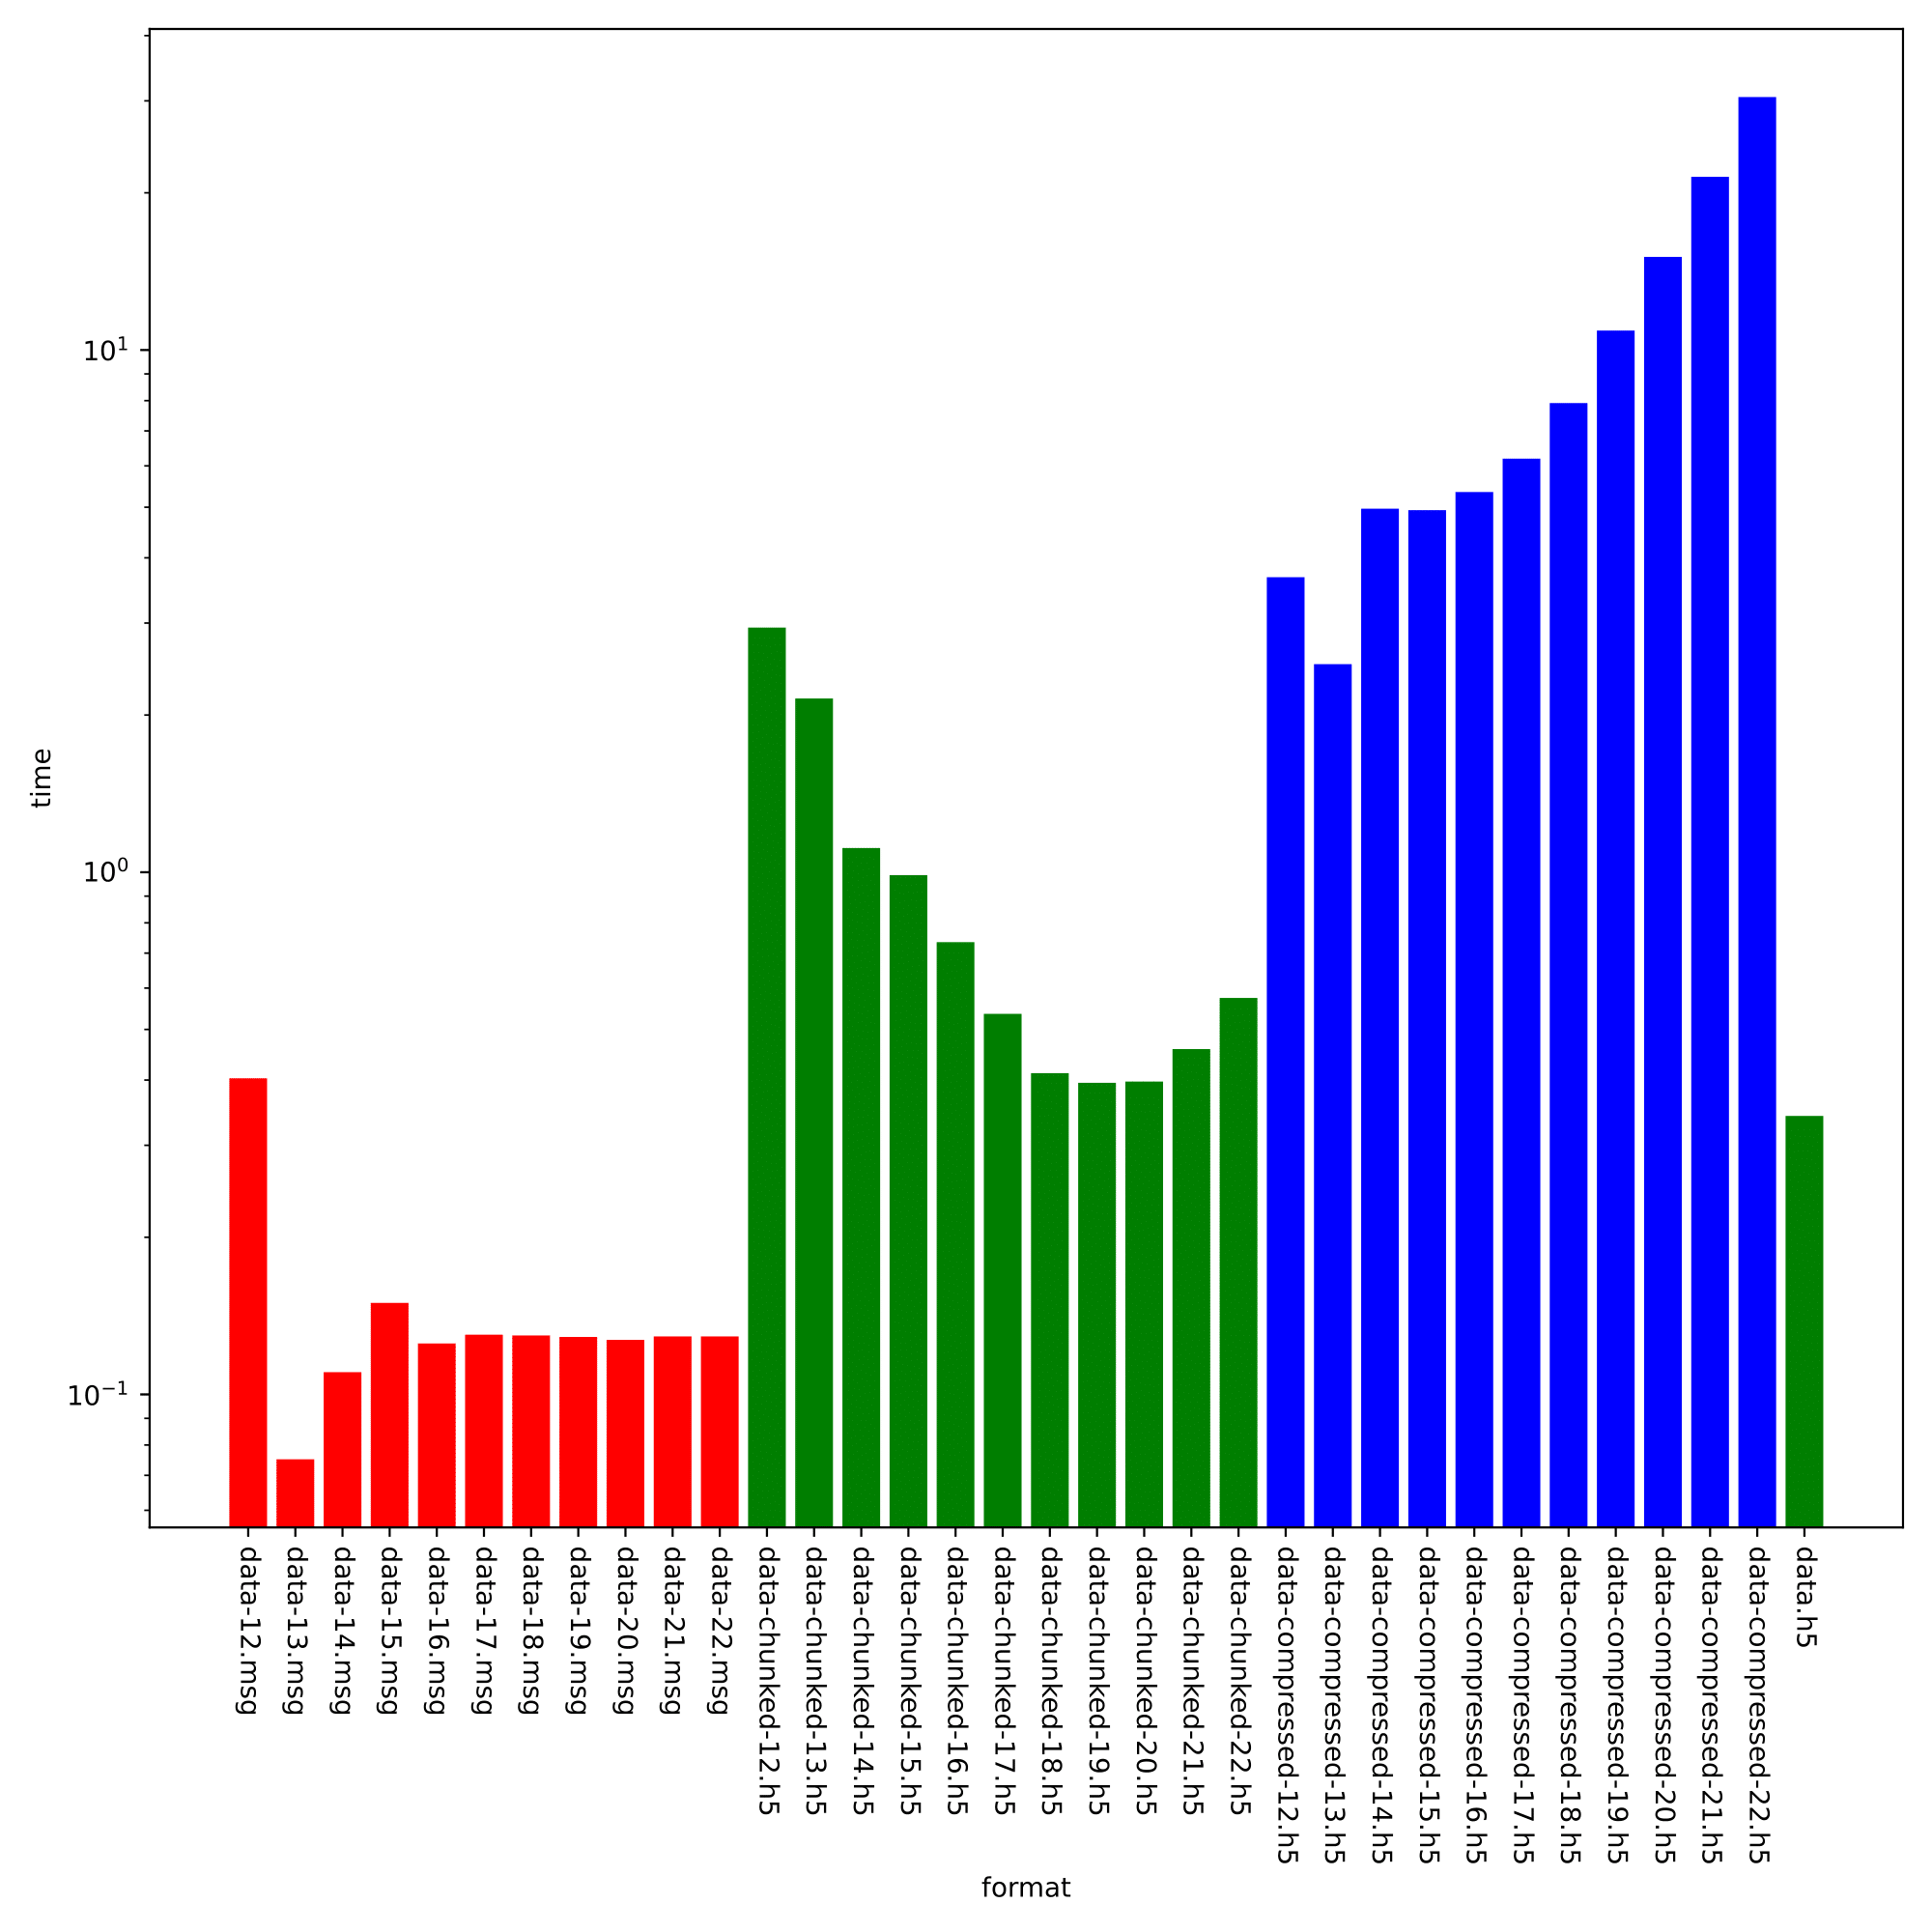 time
10¹
10⁰
10⁻¹
data-12.msg
data-13.msg
data-14.msg
data-15.msg
data-16.msg
data-17.msg
data-18.msg
data-19.msg
data-20.msg
data-21.msg
data-22.msg
data-chunked-12.h5
data-chunked-13.h5
data-chunked-14.h5
data-chunked-15.h5
data-chunked-16.h5
data-chunked-17.h5
data-chunked-18.h5
data-chunked-19.h5
data-chunked-20.h5
data-chunked-21.h5
data-chunked-22.h5
data-compressed-12.h5
data-compressed-13.h5
data-compressed-14.h5
data-compressed-15.h5
data-compressed-16.h5
data-compressed-17.h5
data-compressed-18.h5
data-compressed-19.h5
data-compressed-20.h5
data-compressed-21.h5
data-compressed-22.h5
data.h5
format